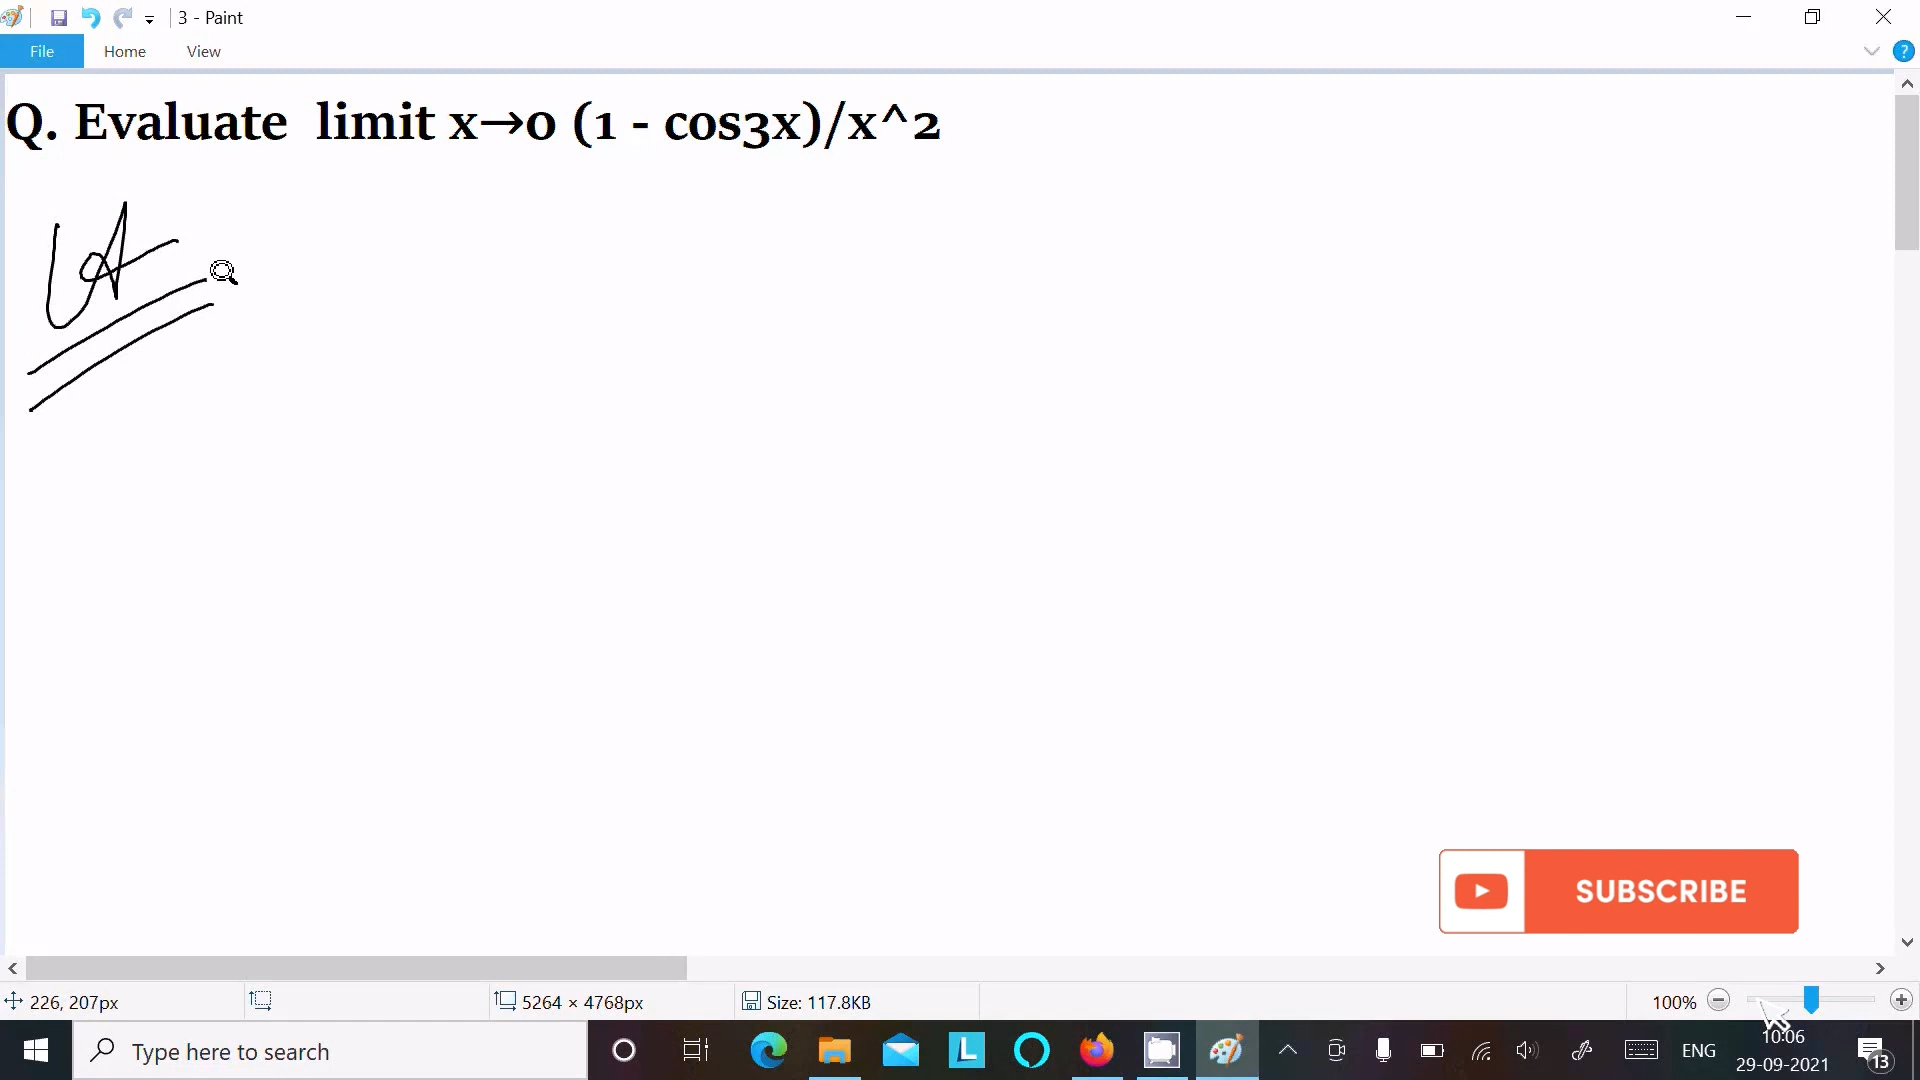 3 - Paint
File Home View
Q. Evaluate limit x→0 (1 - cos3x)/x^2
SUBSCRIBE
226, 207px 5264 × 4768px Size: 117.8KB 100%
Type here to search
ENG
10:06
29-09-2021
13